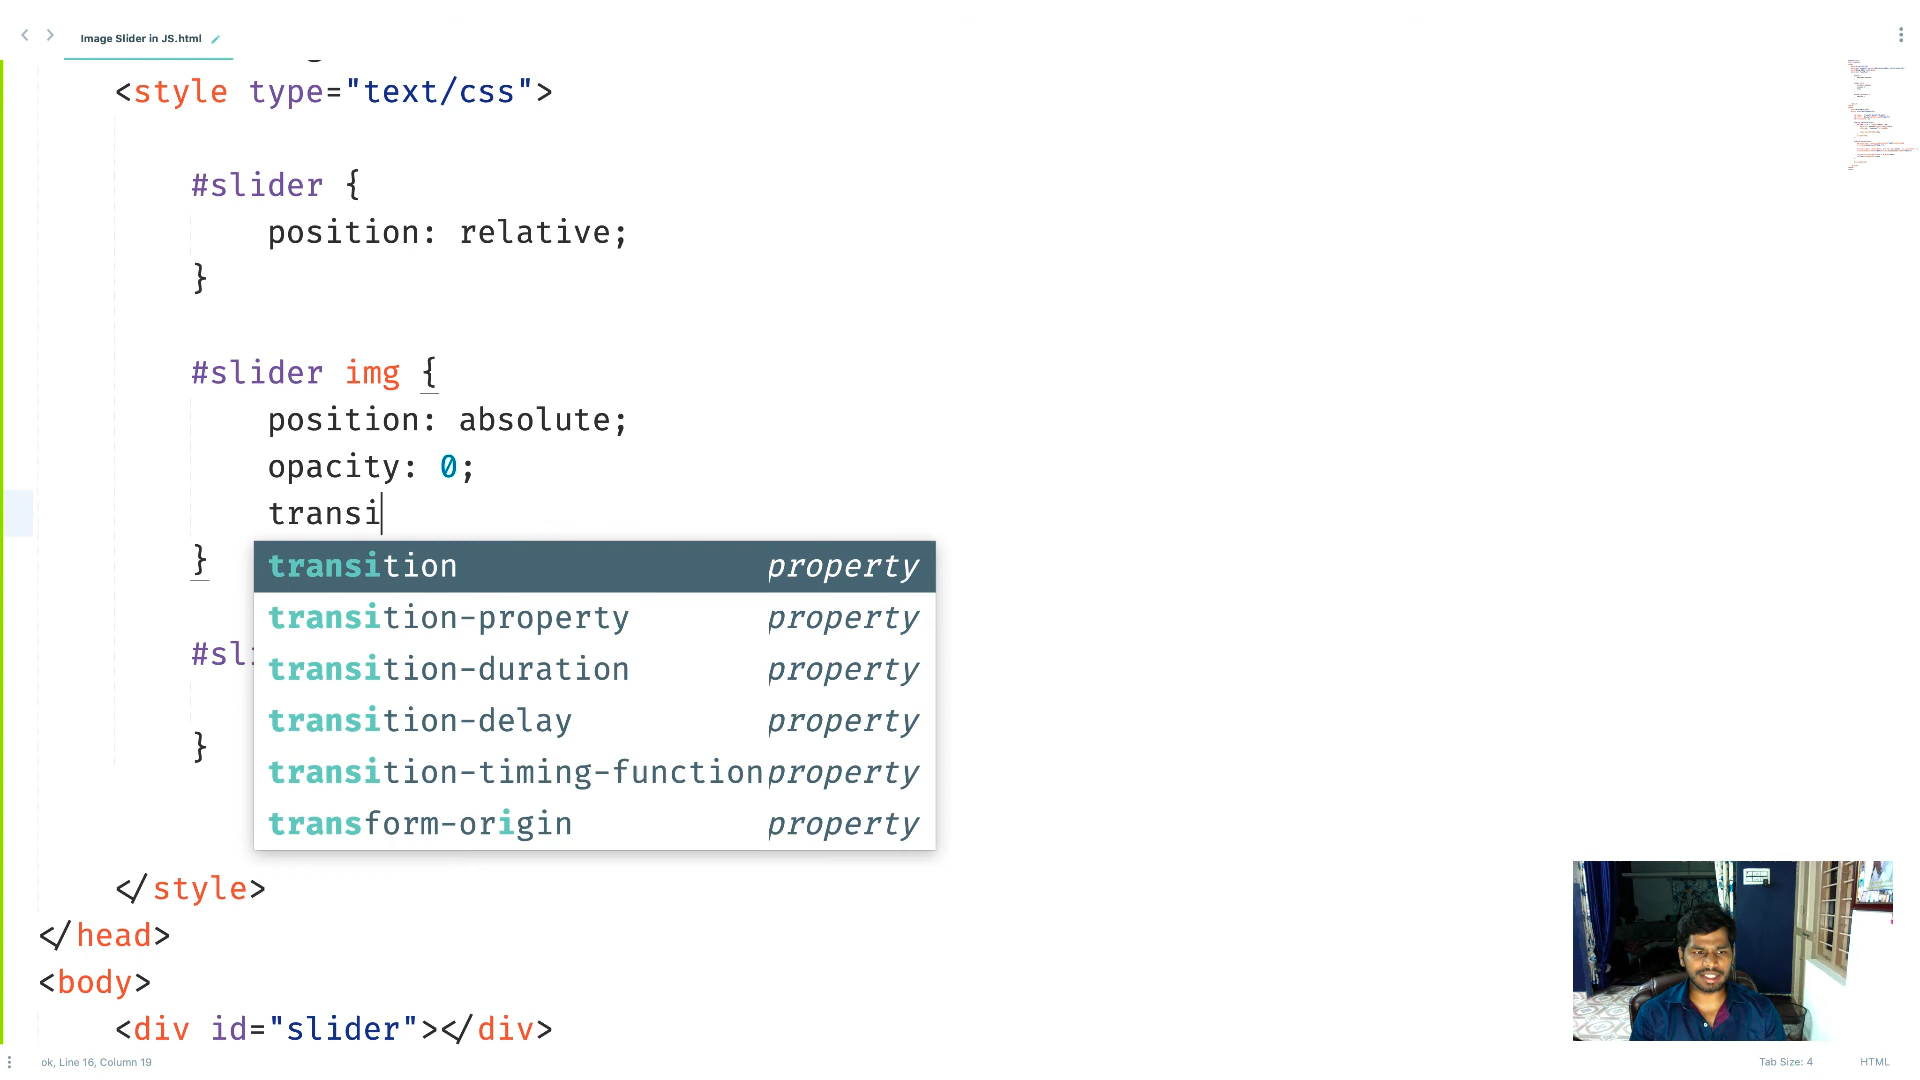 Image Slider in JS.html
<style type="text/css">
#slider {
position: relative;
}
#slider img {
position: absolute;
opacity: 0;
transi
}
transition property
transition-property property
#sli
transition-duration property
transition-delay property
}
transition-timing-function property
transform-origin property
</style>
</head>
<body>
<div id="slider"></div>
ok, Line 16, Column 19
Tab Size: 4
HTML